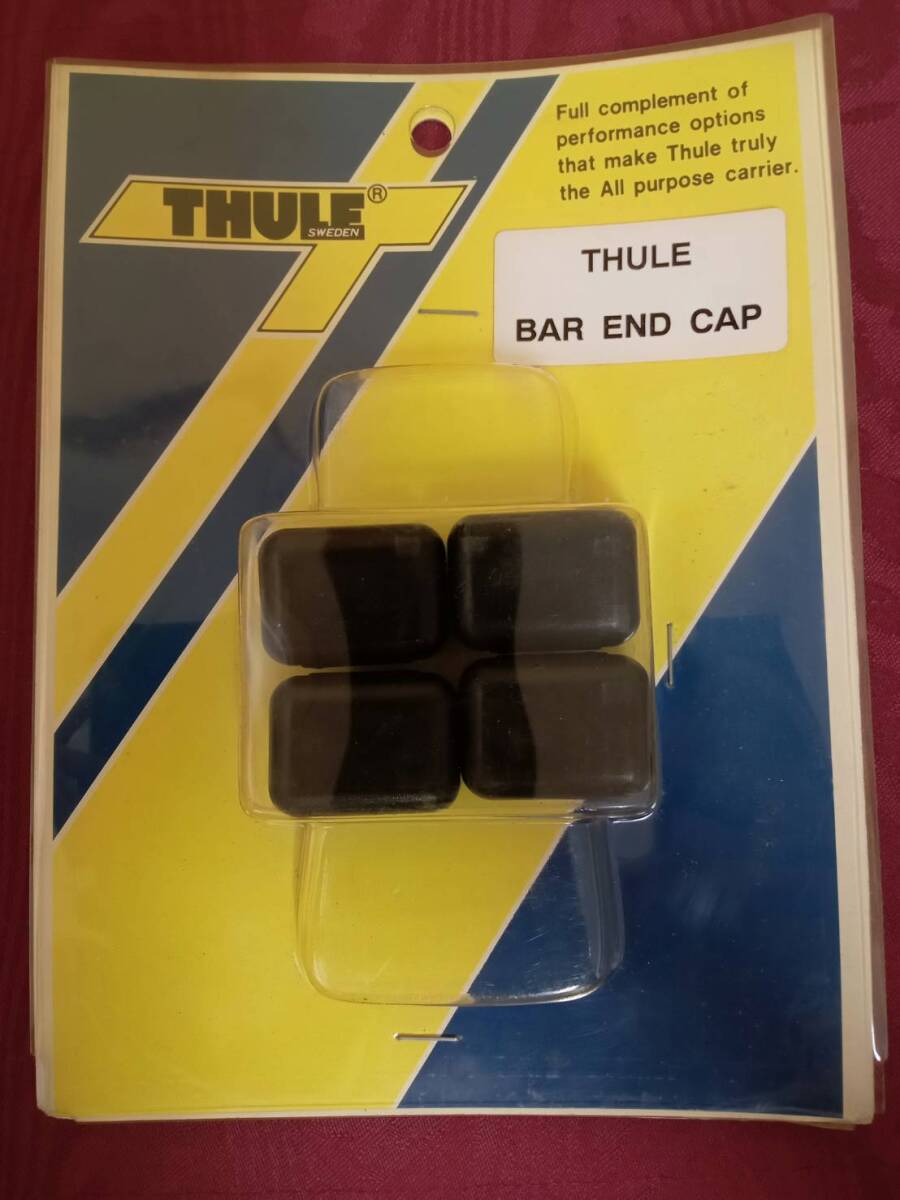 Full complement of
performance options
that make Thule truly
the All purpose carrier.
THULE®
SWEDEN
THULE
BAR END CAP